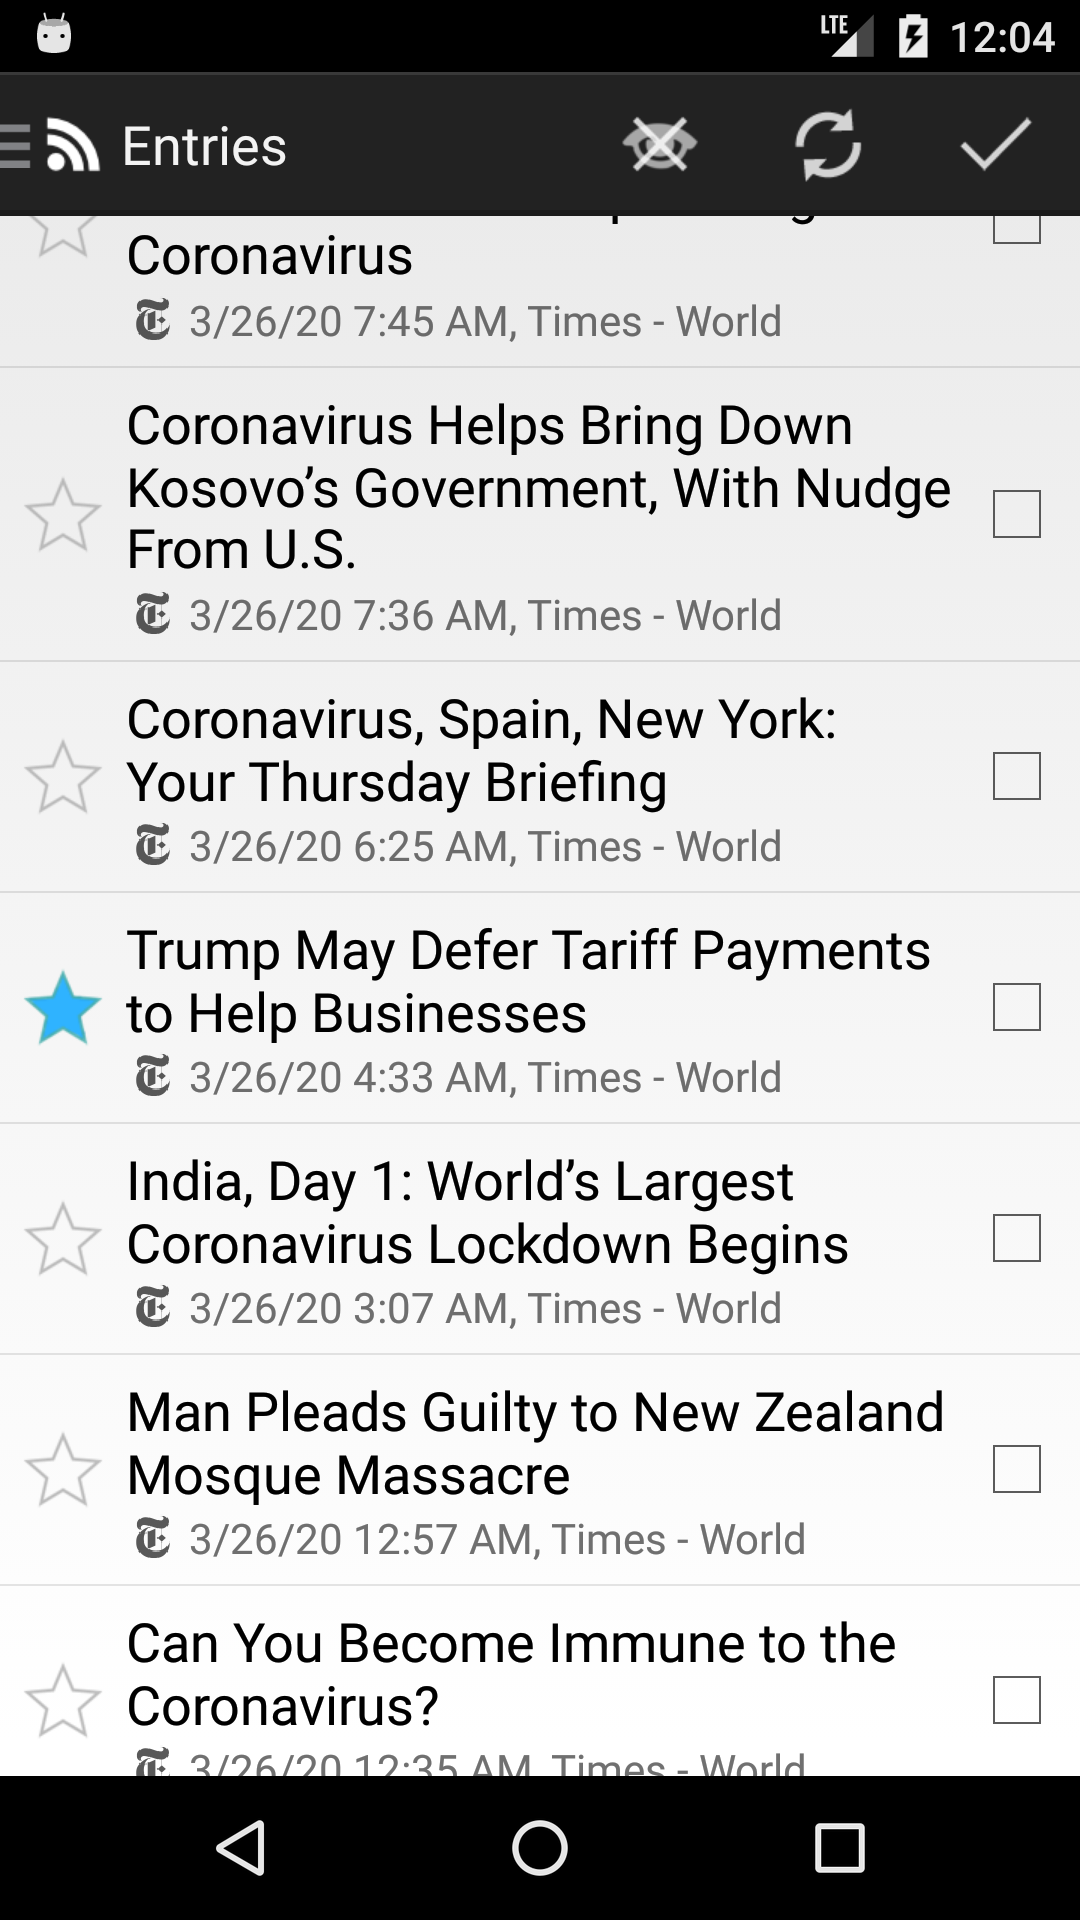 LTE 12:04
Entries
Coronavirus
3/26/20 7:45 AM, Times - World
Coronavirus Helps Bring Down
Kosovo’s Government, With Nudge
From U.S.
3/26/20 7:36 AM, Times - World
Coronavirus, Spain, New York:
Your Thursday Briefing
3/26/20 6:25 AM, Times - World
Trump May Defer Tariff Payments
to Help Businesses
3/26/20 4:33 AM, Times - World
India, Day 1: World’s Largest
Coronavirus Lockdown Begins
3/26/20 3:07 AM, Times - World
Man Pleads Guilty to New Zealand
Mosque Massacre
3/26/20 12:57 AM, Times - World
Can You Become Immune to the
Coronavirus?
3/26/20 12:35 AM, Times - World